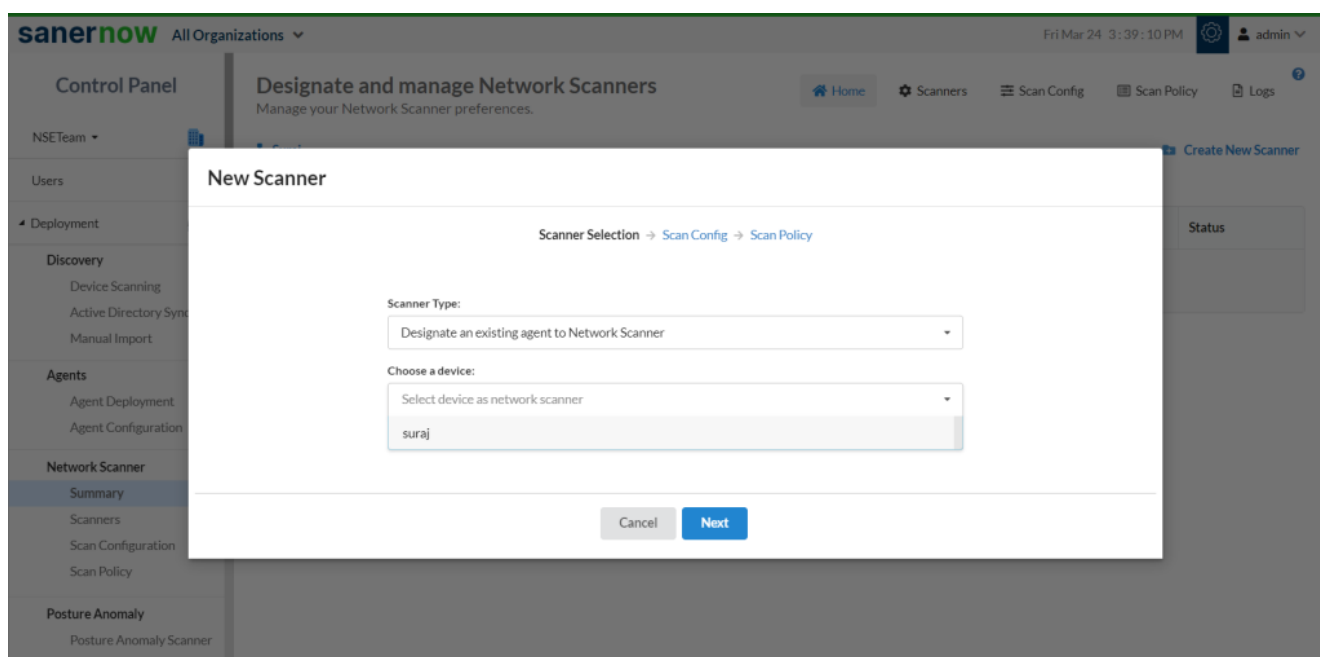 sanernow All Organizations Fri Mar 24 3:39:10 PM admin
Control Panel
NSETeam
Users
Deployment
Discovery
Device Scanning
Active Directory Sync
Manual Import
Agents
Agent Deployment
Agent Configuration
Network Scanner
Summary
Scanners
Scan Configuration
Scan Policy
Posture Anomaly
Posture Anomaly Scanner
Designate and manage Network Scanners
Manage your Network Scanner preferences.
Home Scanners Scan Config Scan Policy Logs
Create New Scanner
Status
New Scanner
Scanner Selection → Scan Config → Scan Policy
Scanner Type:
Designate an existing agent to Network Scanner
Choose a device:
Select device as network scanner
suraj
Cancel Next